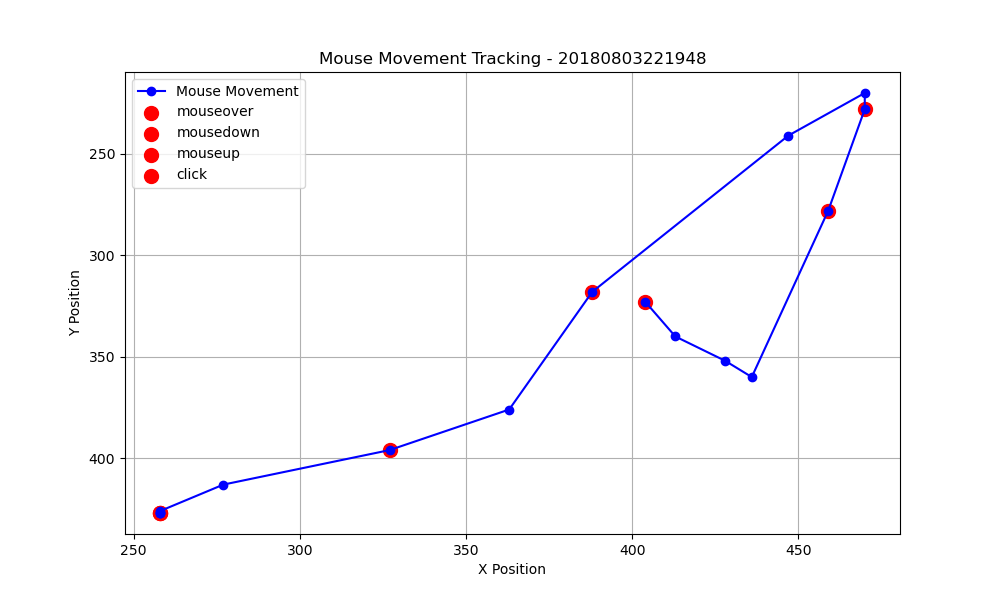 Mouse Movement Tracking - 20180803221948
Mouse Movement
mouseover
mousedown
mouseup
click
250
300
350
400
Y Position
250
300
350
400
450
X Position